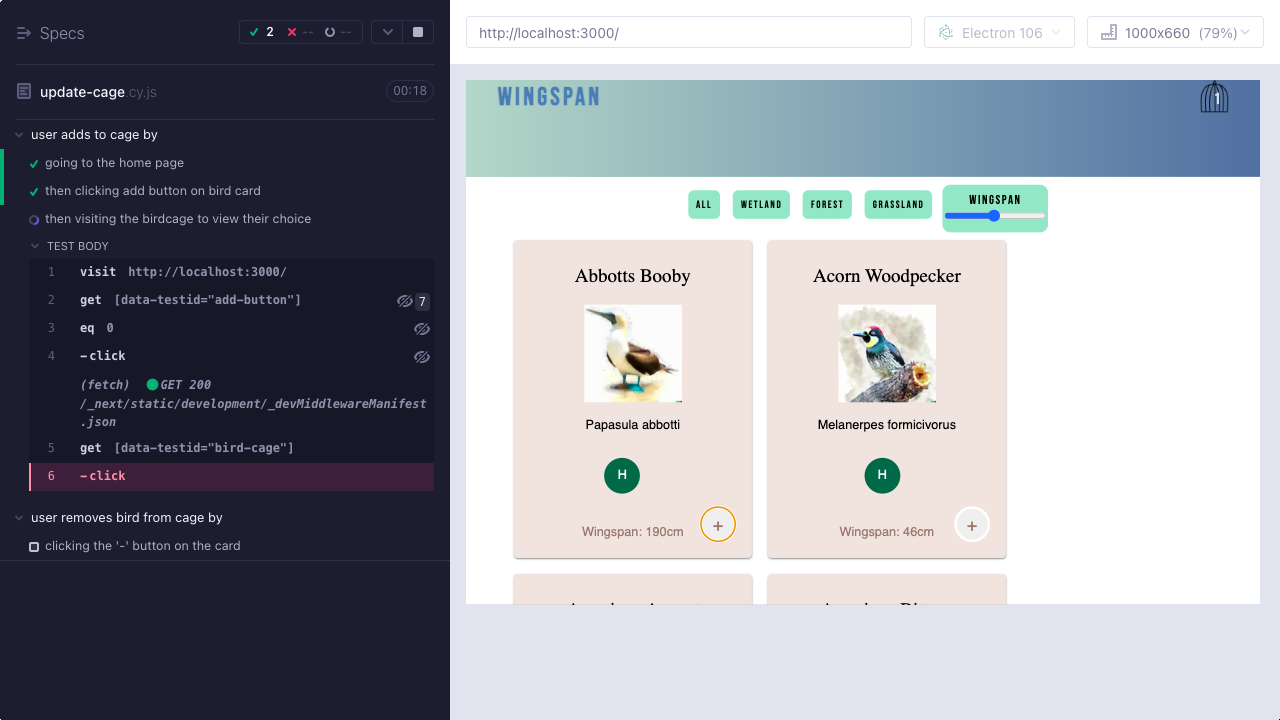 Specs
2
--
--
update-cage.cy.js
00:18
user adds to cage by
going to the home page
then clicking add button on bird card
then visiting the birdcage to view their choice
TEST BODY
1 visit http://localhost:3000/
2 get [data-testid="add-button"] 7
3 eq 0
4 -click
(fetch) GET 200
/_next/static/development/_devMiddlewareManifest
.json
5 get [data-testid="bird-cage"]
6 -click
user removes bird from cage by
clicking the '-' button on the card
http://localhost:3000/
Electron 106
1000x660 (79%)
WINGSPAN
1
ALL
WETLAND
FOREST
GRASSLAND
WINGSPAN
Abbotts Booby
Papasula abbotti
H
Wingspan: 190cm
+
Acorn Woodpecker
Melanerpes formicivorus
H
Wingspan: 46cm
+